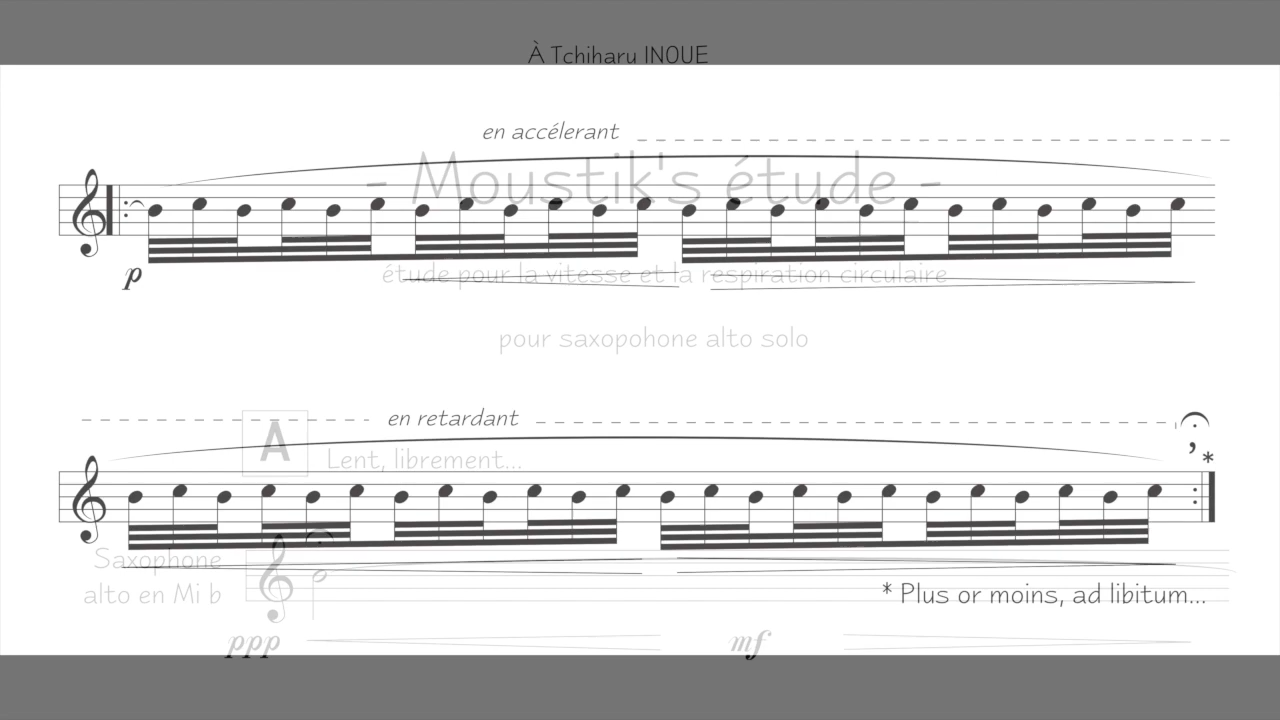 À Tchiharu INOUE
en accélerant
- Moustik's étude -
p
étude pour la vitesse et la respiration circulaire
pour saxopohone alto solo
en retardant
A
Lent, librement...
*
Saxophone
alto en Mi b
* Plus or moins, ad libitum...
ppp mf